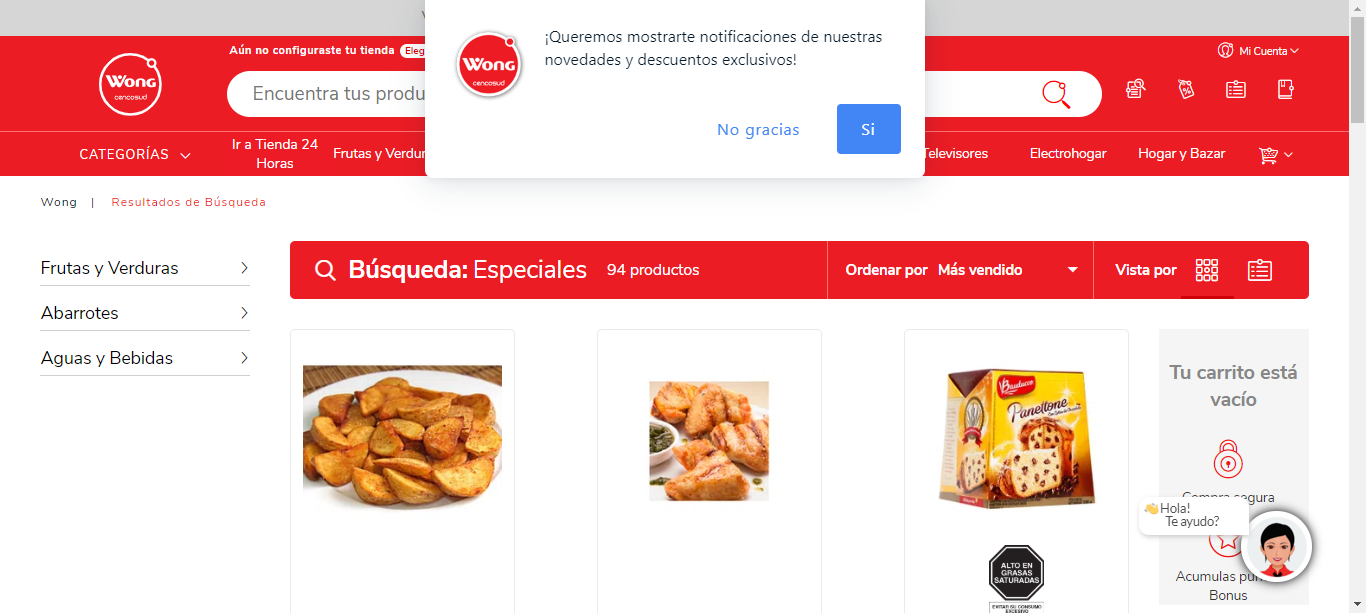 ¡Queremos mostrarte notificaciones de nuestras
novedades y descuentos exclusivos!
No gracias
Si
Wong
cencosud
Aún no configuraste tu tienda
Mi Cuenta
Wong
cencosud
Encuentra tus produ
CATEGORÍAS
Ir a Tienda 24
Horas
Frutas y Verdur
Televisores
Electrohogar
Hogar y Bazar
Wong | Resultados de Búsqueda
Frutas y Verduras
Abarrotes
Aguas y Bebidas
Búsqueda: Especiales
94 productos
Ordenar por Más vendido
Vista por
Bauducco
Panettone
ALTO EN
GRASAS
SATURADAS
EVITAR SU CONSUMO
EXCESIVO
Tu carrito está
vacío
Compra segura
Hola!
Te ayudo?
Acumulas
Bonus